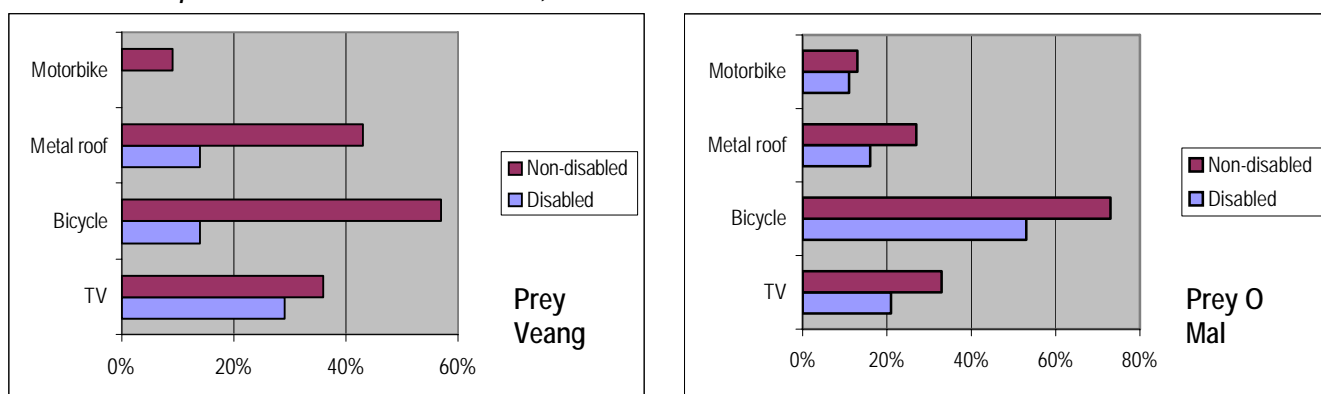 Motorbike
Metal roof
Bicycle
TV
0%
20%
40%
60%
Non-disabled
Disabled
Prey
Veang
Motorbike
Metal roof
Bicycle
TV
0%
20%
40%
60%
80%
Non-disabled
Disabled
Prey O
Mal